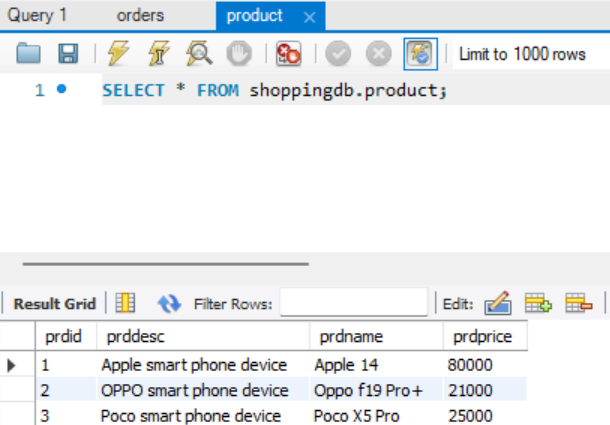 Query 1 orders product
Limit to 1000 rows
1 SELECT * FROM shoppingdb.product;
Result Grid Filter Rows: Edit:
prdid prddesc prdname prdprice
1 Apple smart phone device Apple 14 80000
2 OPPO smart phone device Oppo f19 Pro+ 21000
3 Poco smart phone device Poco X5 Pro 25000